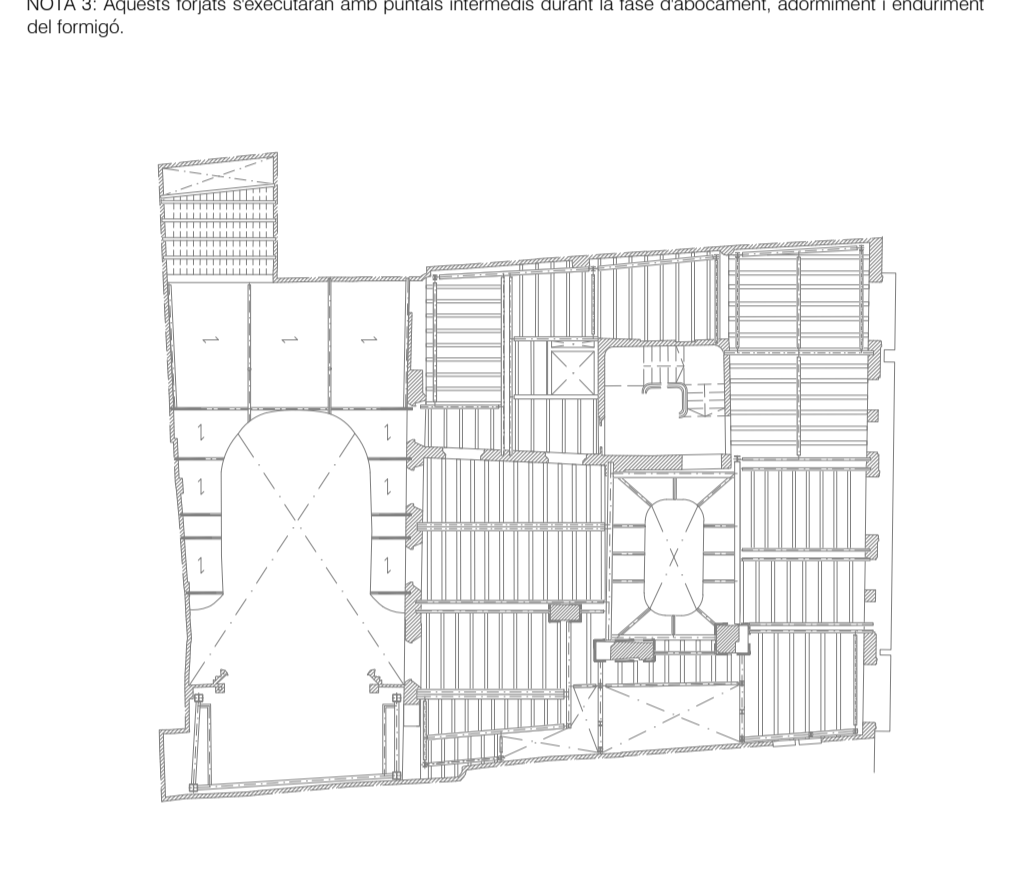 NOTA 3: Aquests forjats s'executaran amb puntals intermedis durant la fase d'abocament, adormiment i enduriment
del formigó.